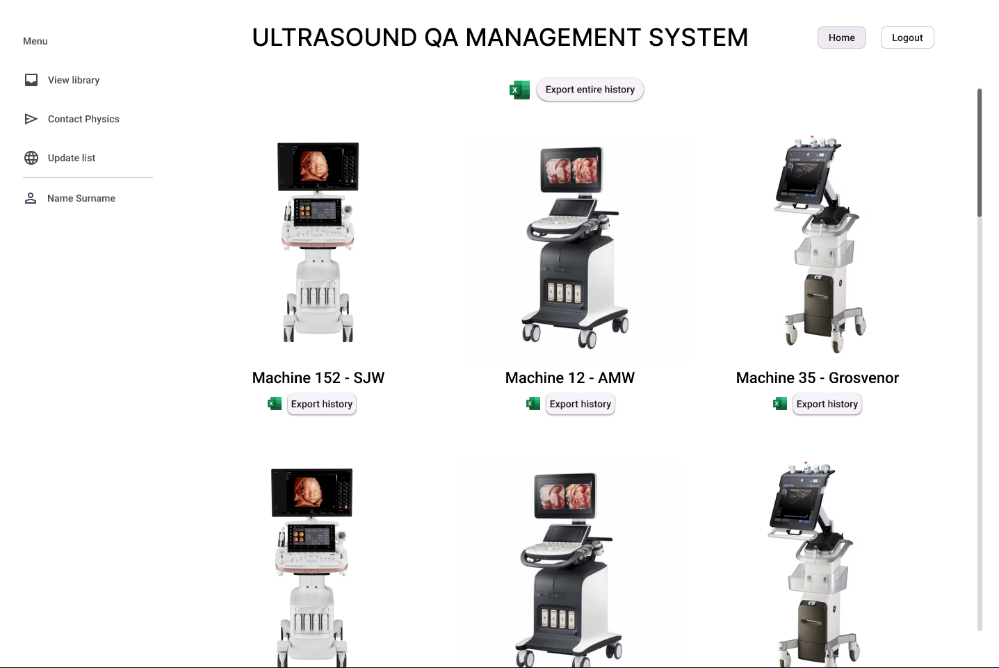 ULTRASOUND QA MANAGEMENT SYSTEM
Home
Logout
Menu
View library
Contact Physics
Update list
Name Surname
X
Export entire history
Machine 152 - SJW
Machine 12 - AMW
Machine 35 - Grosvenor
X
Export history
X
Export history
X
Export history